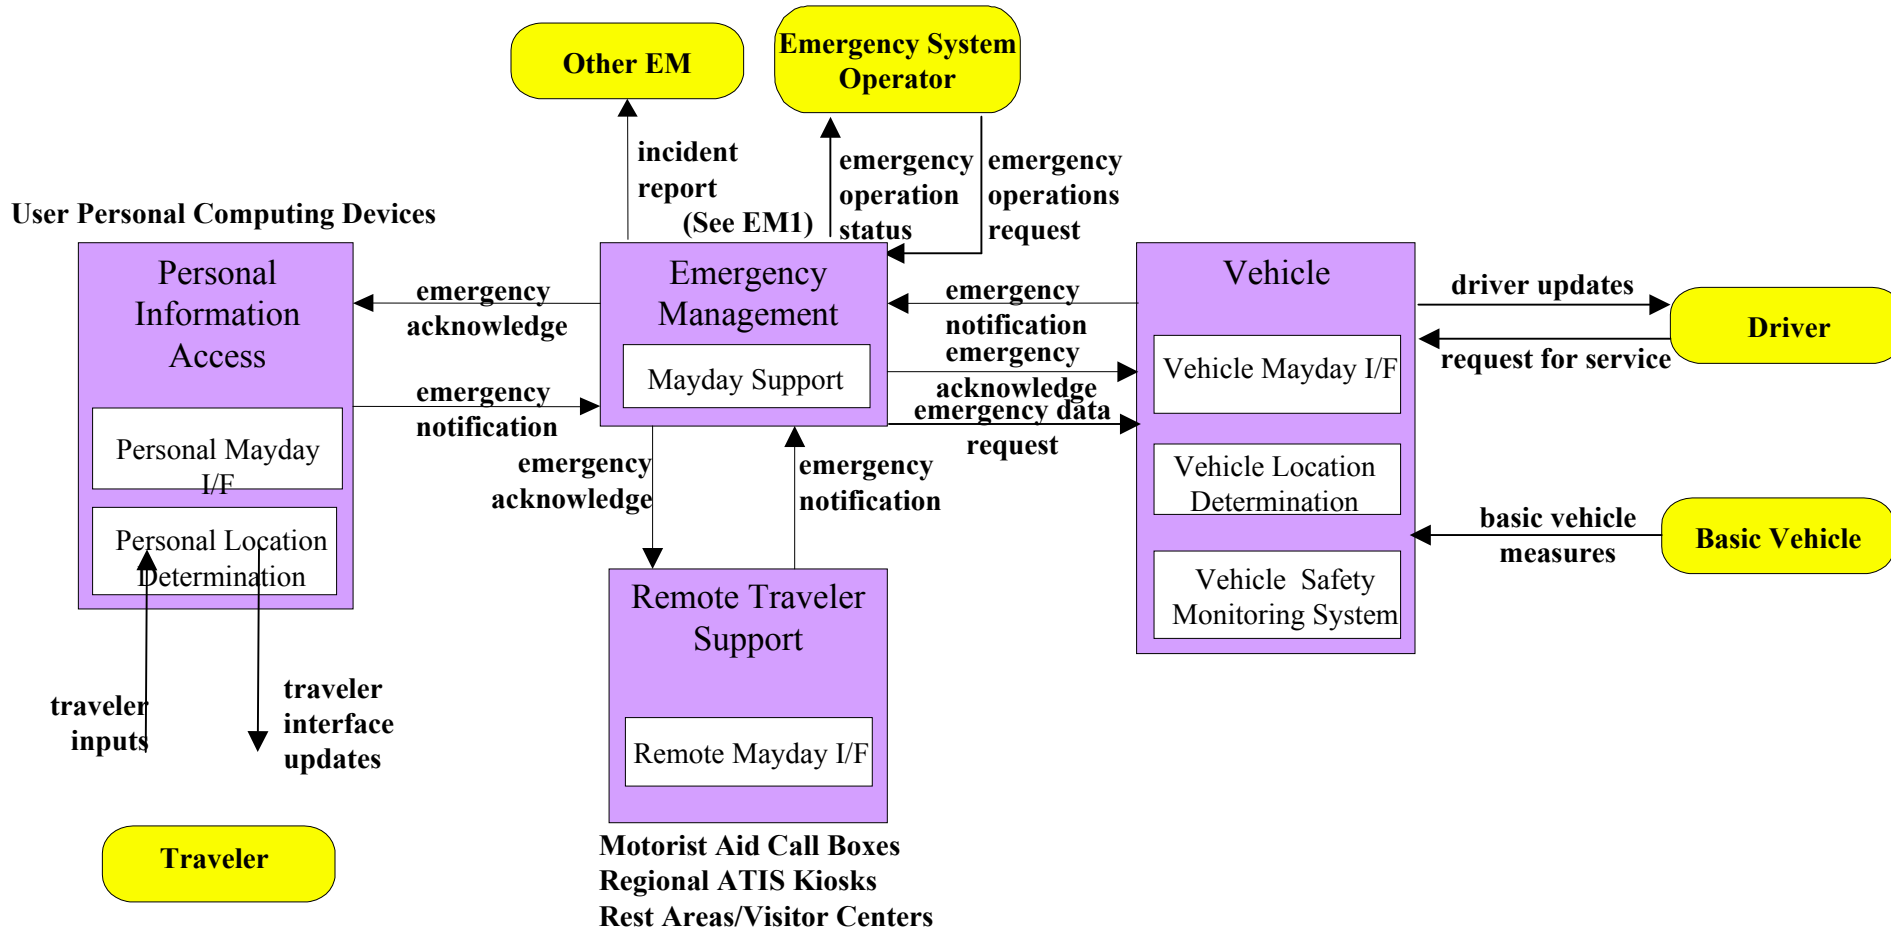 Other EM
Emergency System
Operator
incident
report
(See EM1)
emergency
operation
status
emergency
operations
request
User Personal Computing Devices
Personal
Information
Access
Personal Mayday
I/F
Personal Location
Determination
emergency
acknowledge
emergency
notification
Emergency
Management
Mayday Support
emergency
notification
emergency
acknowledge
emergency data
request
Vehicle
Vehicle Mayday I/F
Vehicle Location
Determination
Vehicle Safety
Monitoring System
driver updates
Driver
request for service
basic vehicle
measures
Basic Vehicle
emergency
acknowledge
emergency
notification
Remote Traveler
Support
Remote Mayday I/F
traveler
inputs
traveler
interface
updates
Traveler
Motorist Aid Call Boxes
Regional ATIS Kiosks
Rest Areas/Visitor Centers